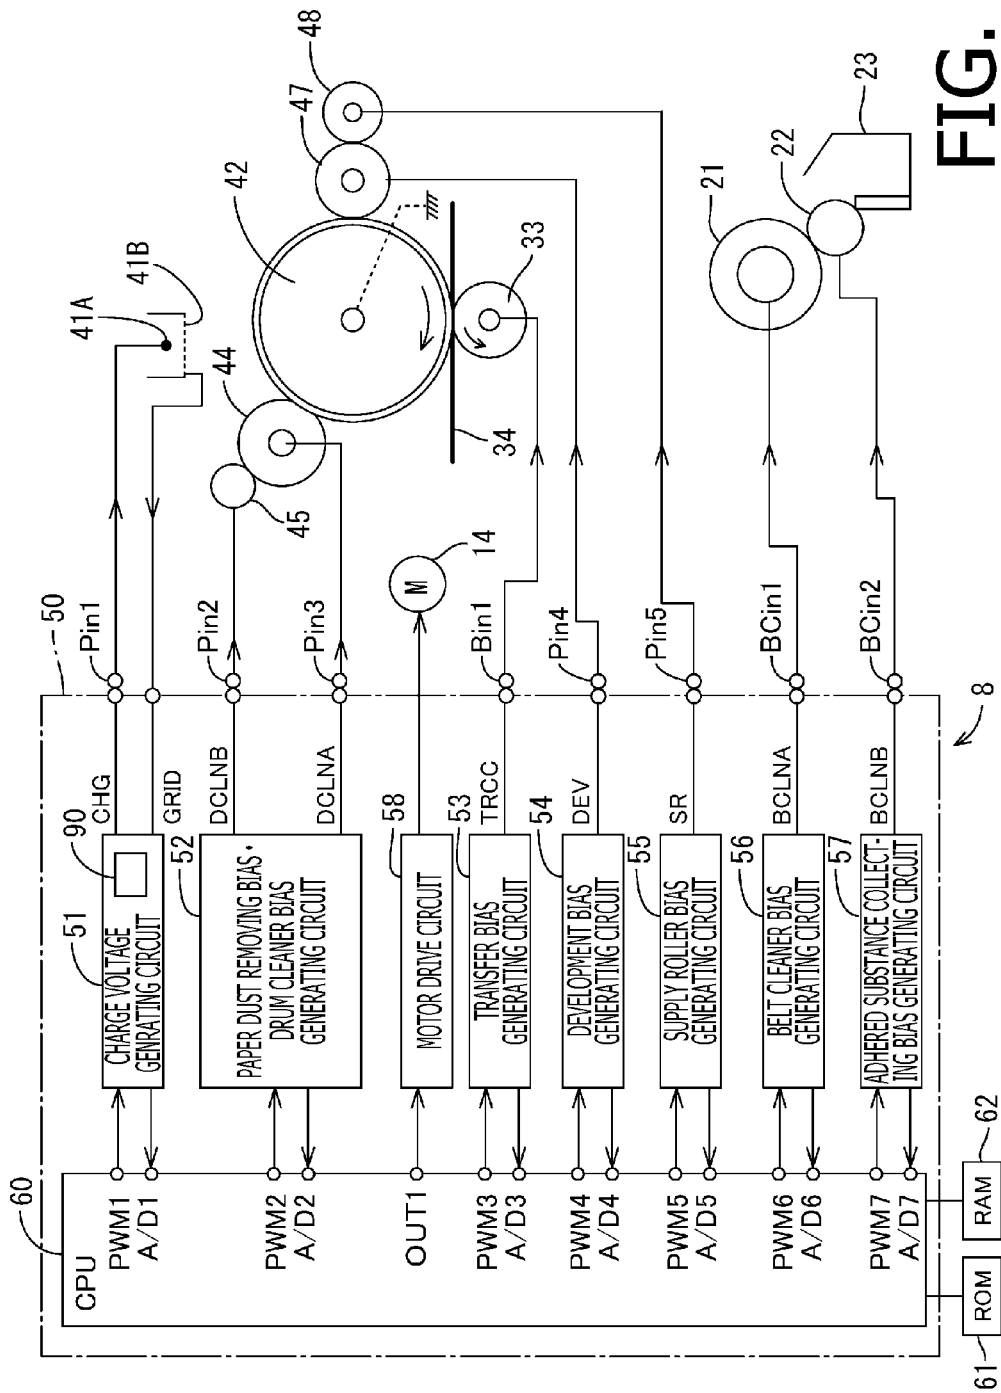 FIG.
8
50
60
CPU
PWM1
A/D1
PWM2
A/D2
OUT1
PWM3
A/D3
PWM4
A/D4
PWM5
A/D5
PWM6
A/D6
PWM7
A/D7
ROM
61
RAM
62
51
CHARGE VOLTAGE
GENRATING CIRCUIT
90
52
PAPER DUST REMOVING BIAS •
DRUM CLEANER BIAS
GENERATING CIRCUIT
58
MOTOR DRIVE CIRCUIT
53
TRANSFER BIAS
GENERATING CIRCUIT
54
DEVELOPMENT BIAS
GENERATING CIRCUIT
55
SUPPLY ROLLER BIAS
GENERATING CIRCUIT
56
BELT CLEANER BIAS
GENERATING CIRCUIT
57
ADHERED SUBSTANCE COLLECT-
ING BIAS GENERATING CIRCUIT
CHG
GRID
DCLNB
DCLNA
TRCC
DEV
SR
BCLNA
BCLNB
Pin1
Pin2
Pin3
Bin1
Pin4
Pin5
BCin1
BCin2
M
14
41A
41B
44
45
42
47
48
33
34
21
22
23